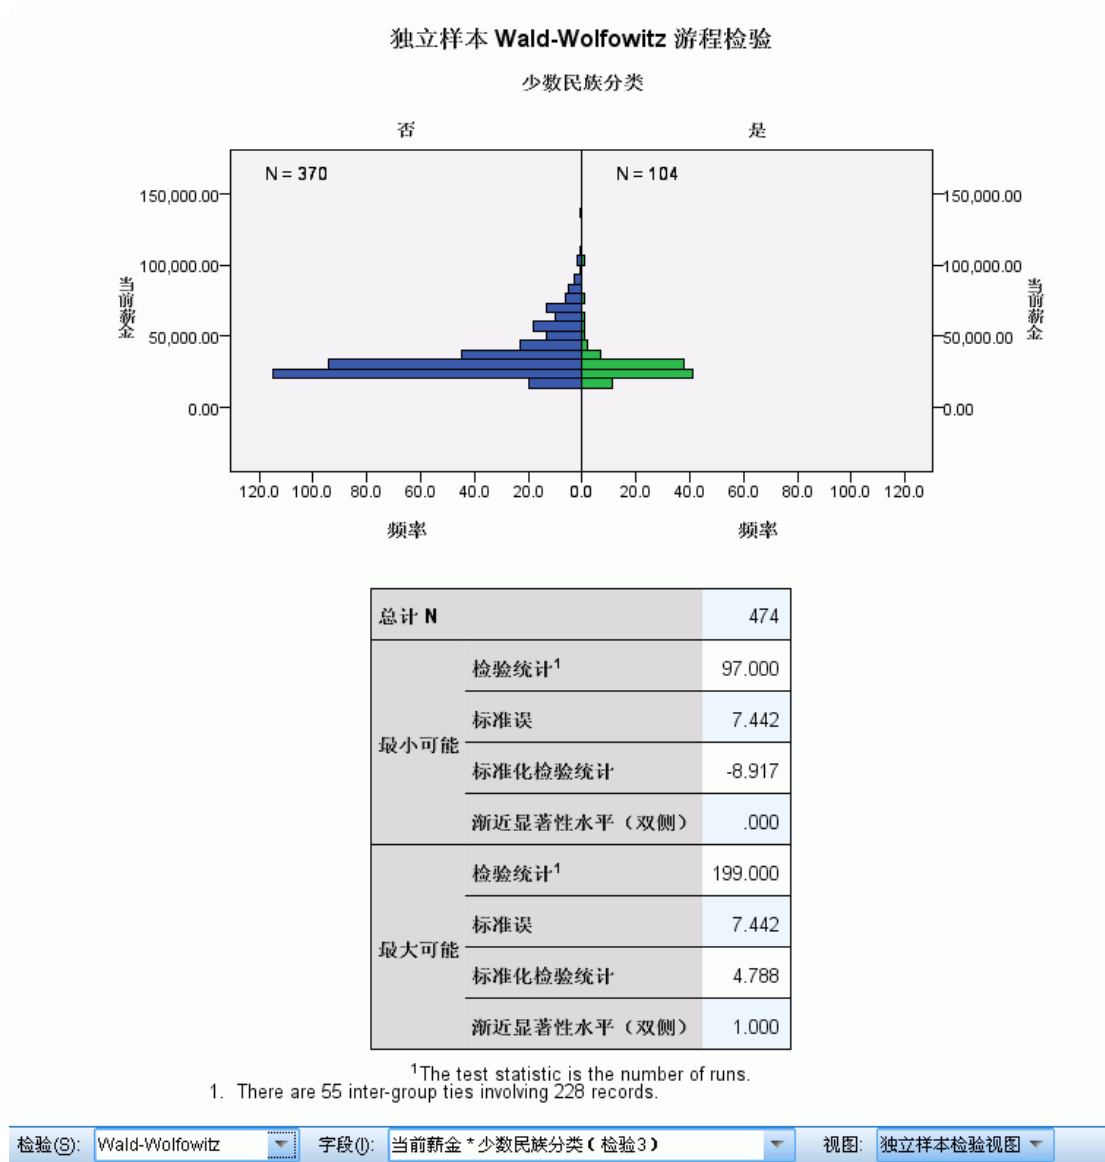 独立样本 Wald-Wolfowitz 游程检验
少数民族分类
否 是
N = 370 N = 104
150,000.00 150,000.00
100,000.00 100,000.00
当前薪金 当前薪金
50,000.00 50,000.00
0.00 0.00
120.0 100.0 80.0 60.0 40.0 20.0 0.0 20.0 40.0 60.0 80.0 100.0 120.0
频率 频率
总计 N 474
最小可能
检验统计1 97.000
标准误 7.442
标准化检验统计 -8.917
渐近显著性水平（双侧） .000
最大可能
检验统计1 199.000
标准误 7.442
标准化检验统计 4.788
渐近显著性水平（双侧） 1.000
1The test statistic is the number of runs.
1. There are 55 inter-group ties involving 228 records.
检验(S): Wald-Wolfowitz 字段(I): 当前薪金 * 少数民族分类 ( 检验3 ) 视图: 独立样本检验视图